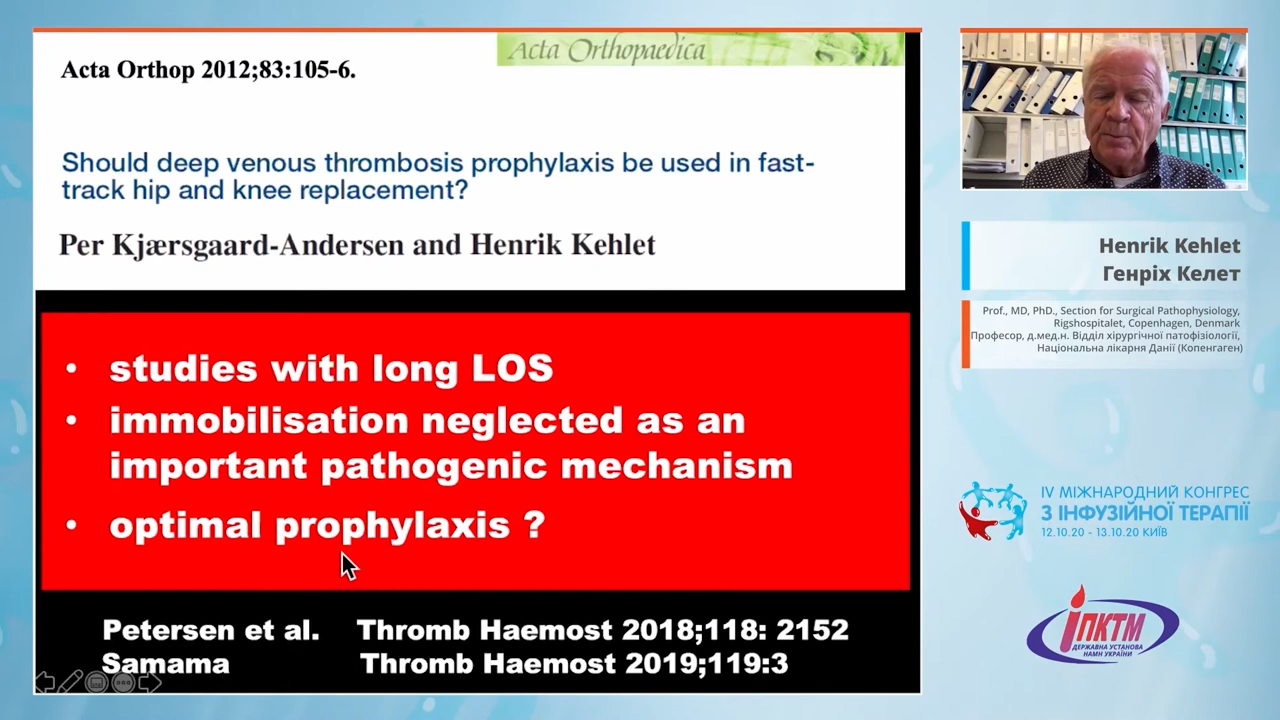 Acta Orthopaedica
Acta Orthop 2012;83:105-6.
Should deep venous thrombosis prophylaxis be used in fast-
track hip and knee replacement?
Per Kjærsgaard-Andersen and Henrik Kehlet
• studies with long LOS
• immobilisation neglected as an
important pathogenic mechanism
• optimal prophylaxis ?
Petersen et al. Thromb Haemost 2018;118: 2152
Samama Thromb Haemost 2019;119:3
Henrik Kehlet
Генріх Келет
Prof., MD, PhD., Section for Surgical Pathophysiology,
Rigshospitalet, Copenhagen, Denmark
Професор, д.мед.н. Відділ хірургічної патофізіології,
Національна лікарня Данії (Копенгаген)
IV МІЖНАРОДНИЙ КОНГРЕС
З ІНФУЗІЙНОЇ ТЕРАПІЇ
12.10.20 - 13.10.20 КИЇВ
ІПКТМ
ДЕРЖАВНА УСТАНОВА
НАМН УКРАЇНИ